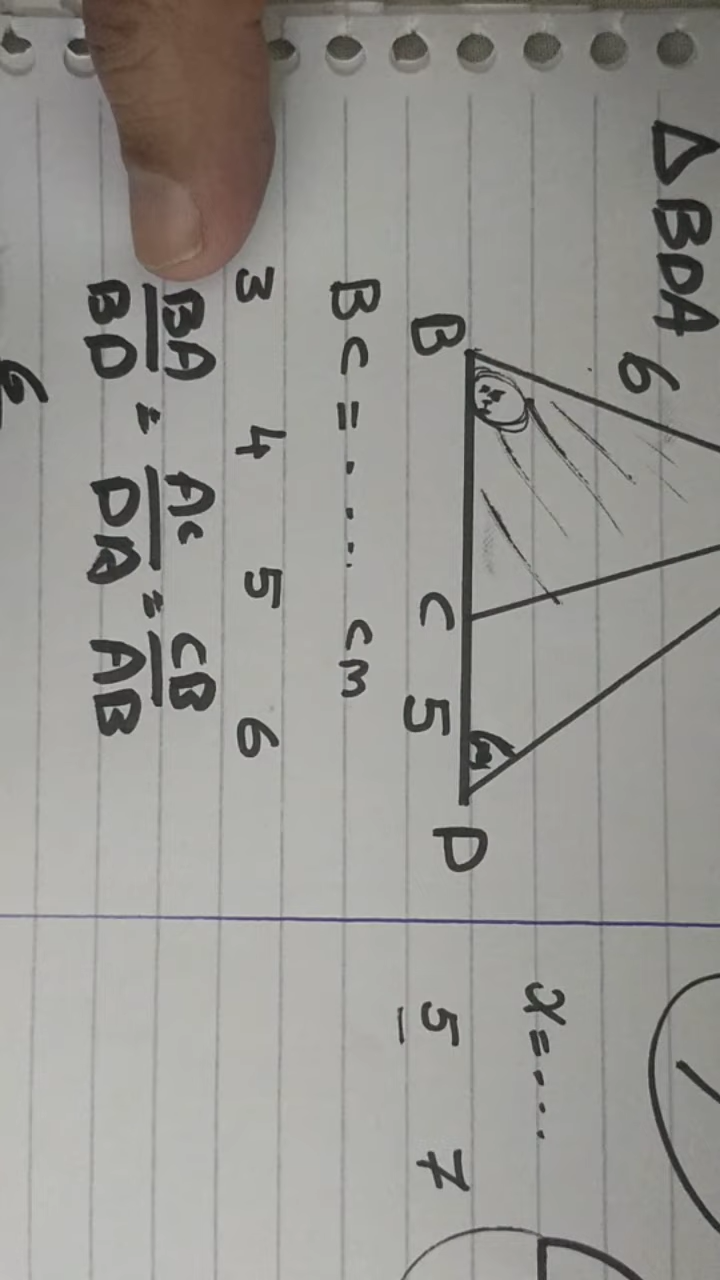 ΔBDA
6
B C 5 D
BC = ..... cm
3 4 5 6
BA/BD = AC/DA = CB/AB
x = ....
5 7